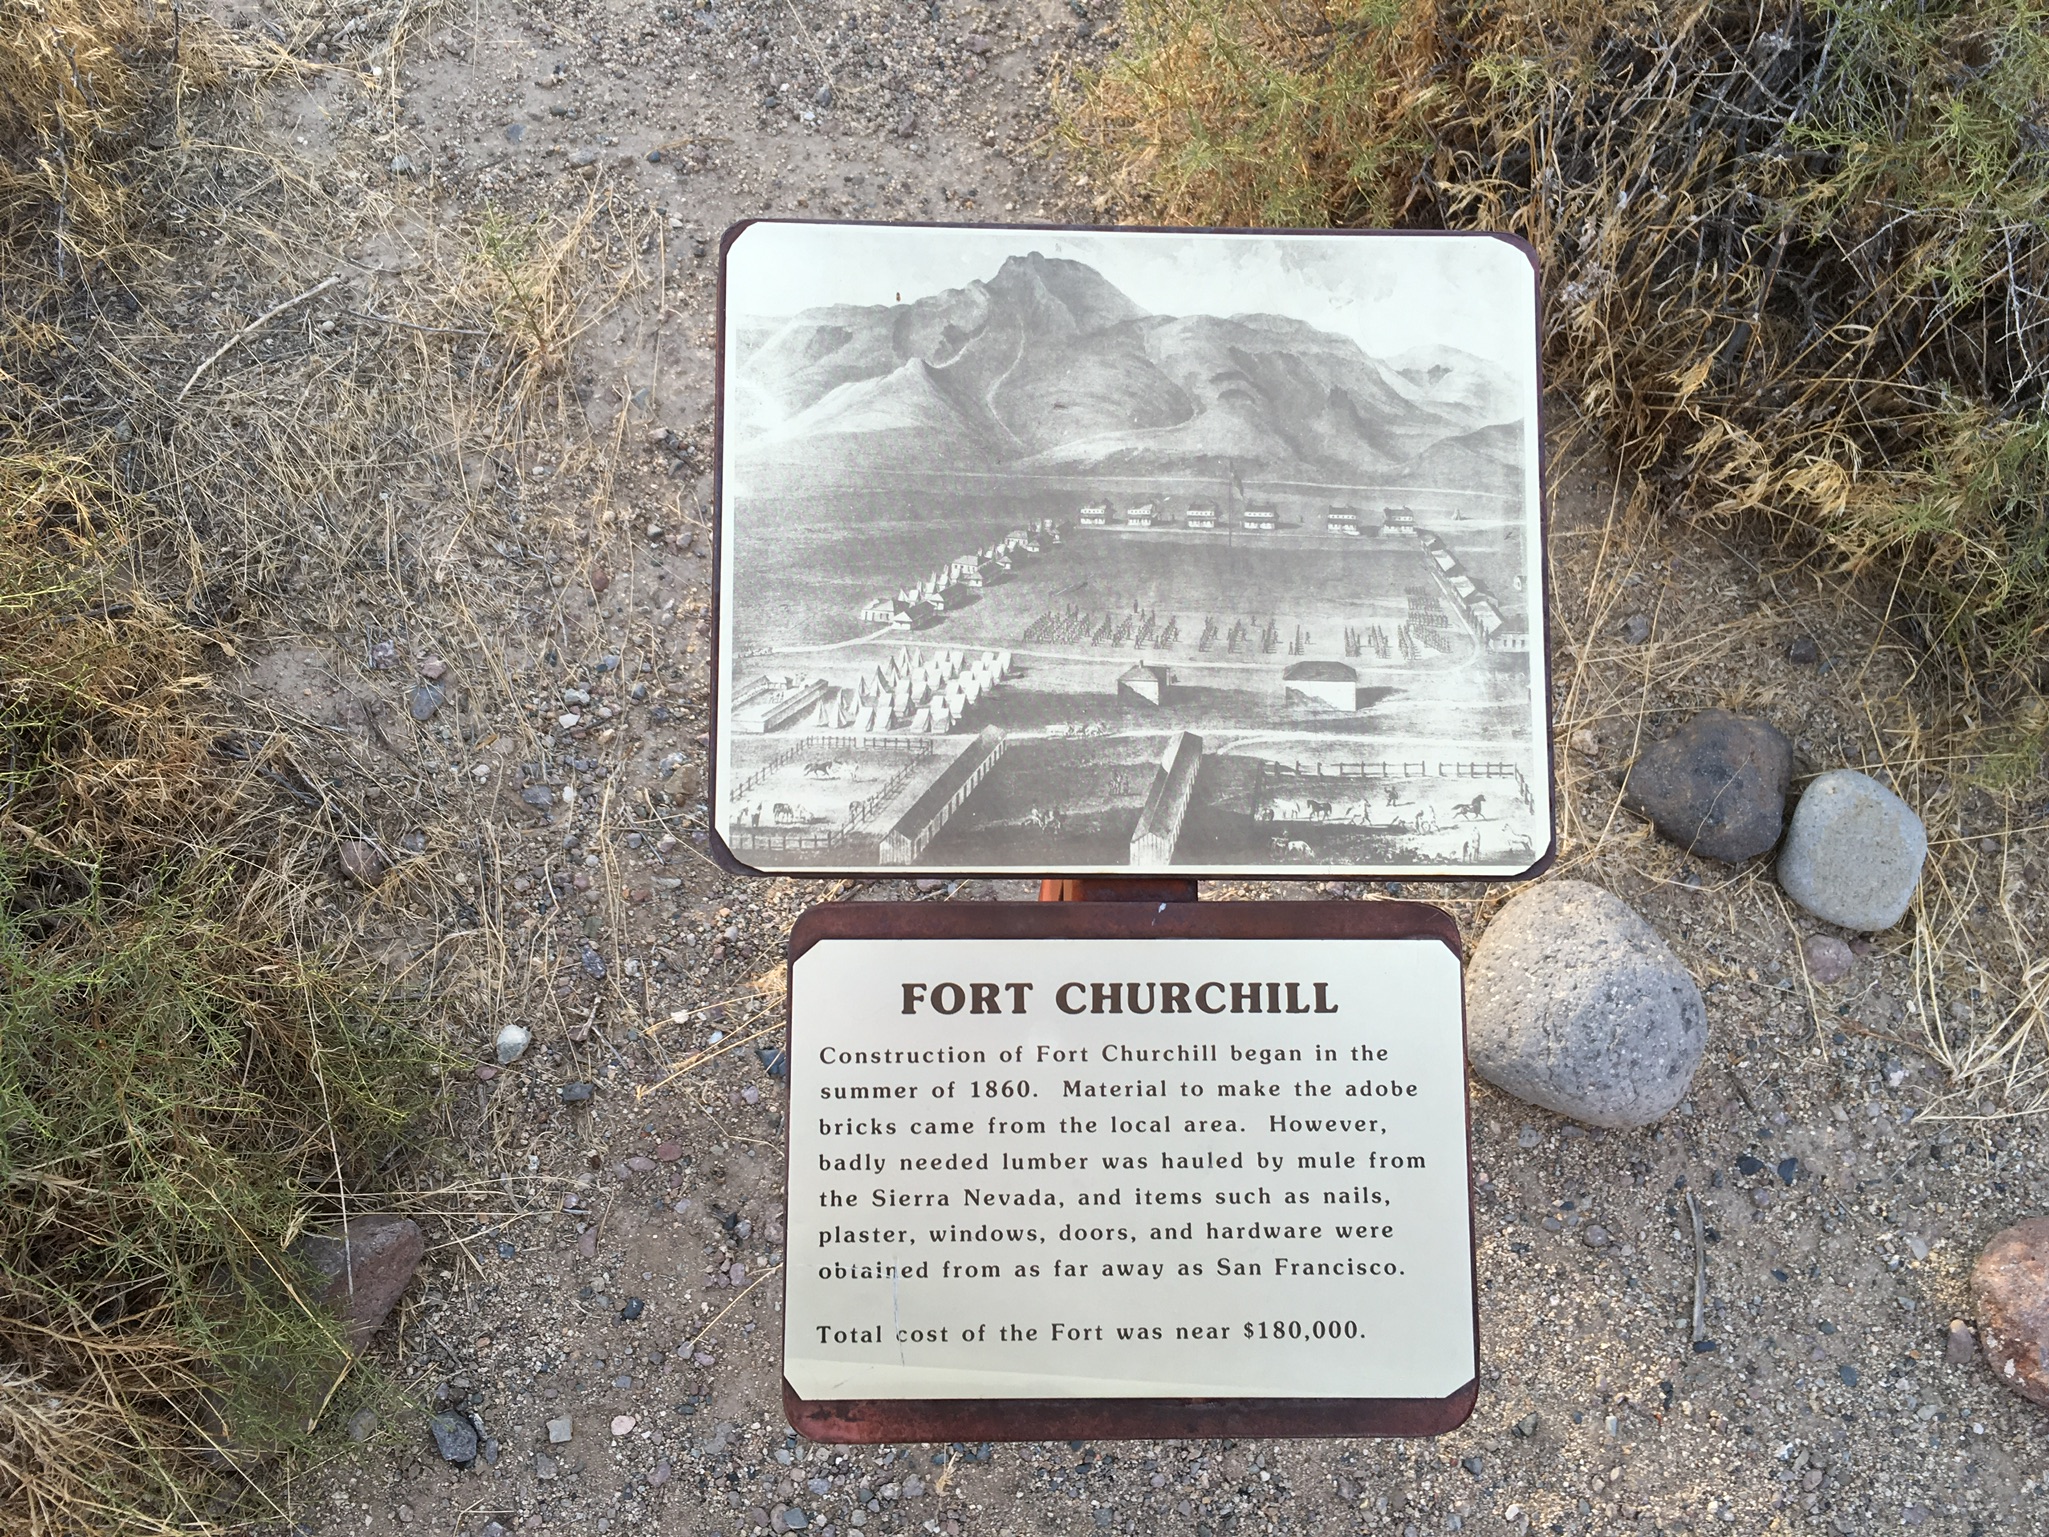 FORT CHURCHILL
Construction of Fort Churchill began in the
summer of 1860. Material to make the adobe
bricks came from the local area. However,
badly needed lumber was hauled by mule from
the Sierra Nevada, and items such as nails,
plaster, windows, doors, and hardware were
obtained from as far away as San Francisco.
Total cost of the Fort was near $180,000.